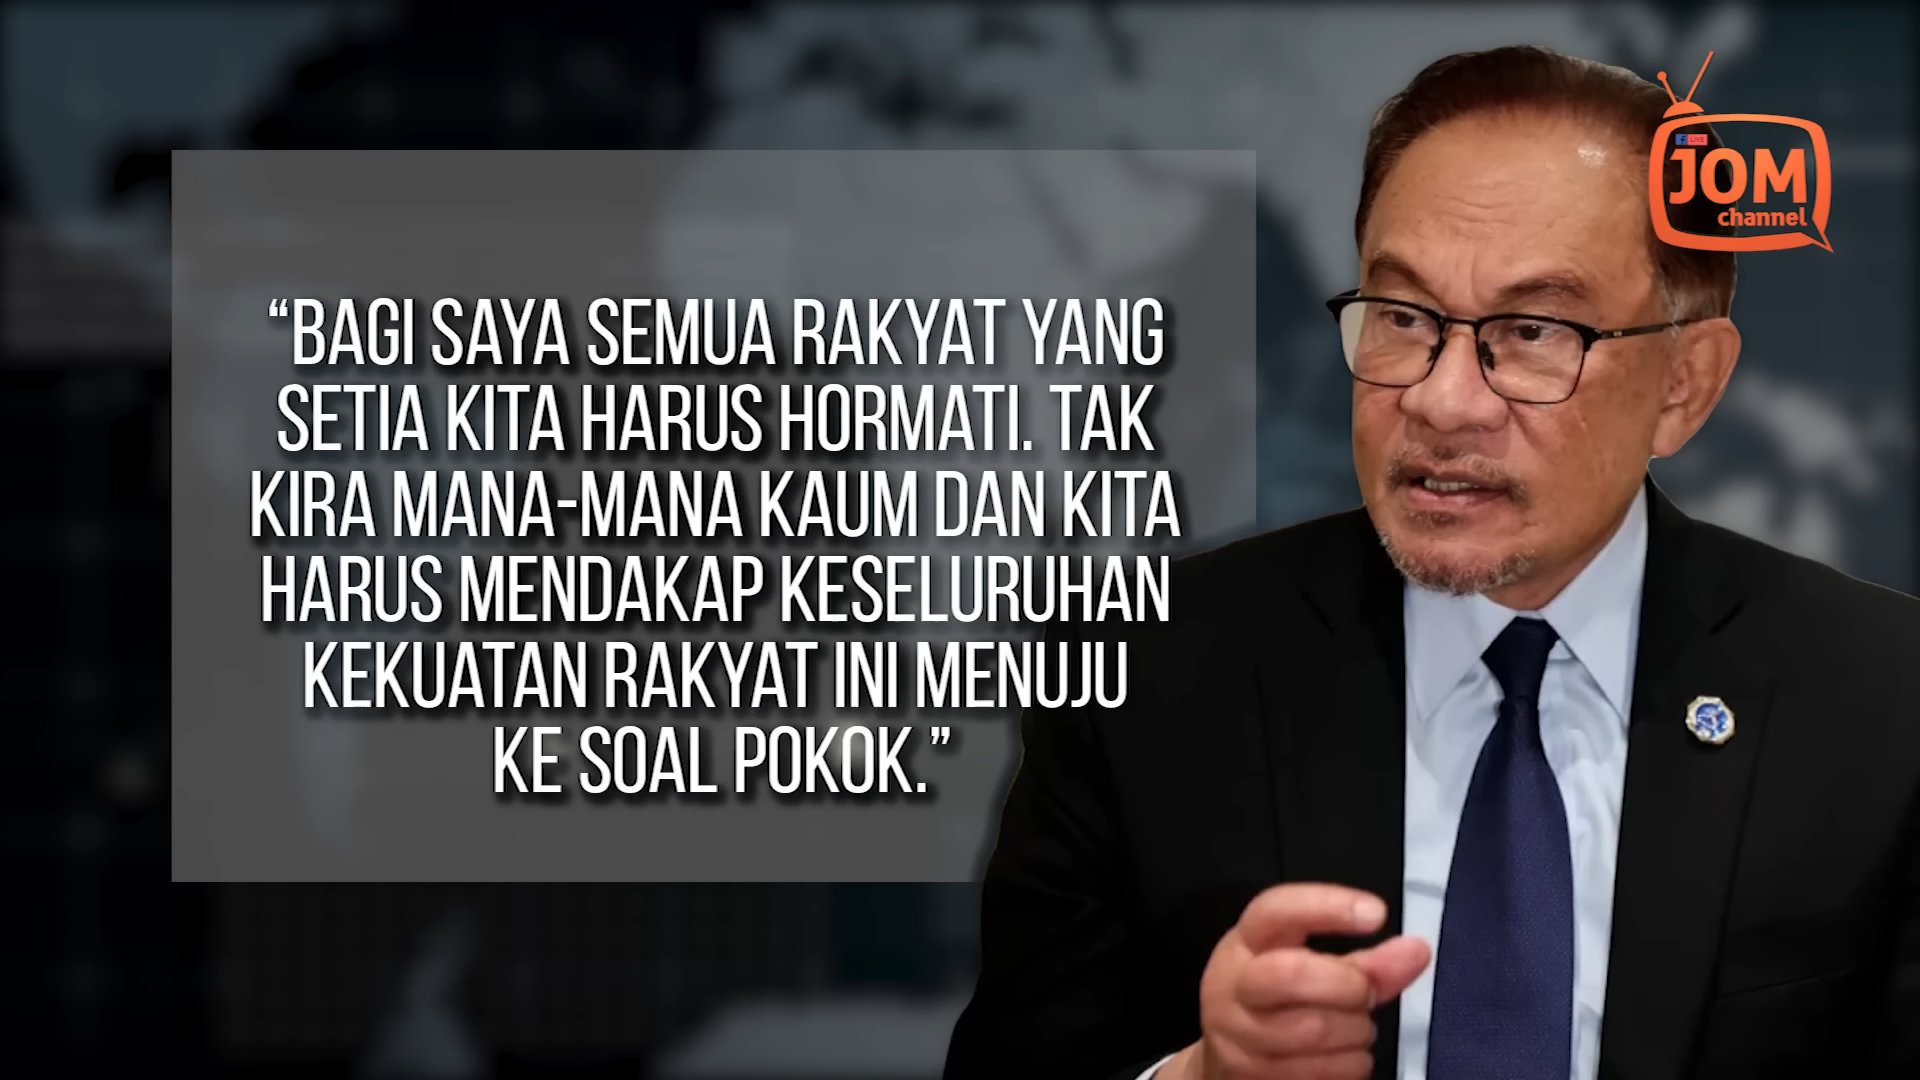 “BAGI SAYA SEMUA RAKYAT YANG
SETIA KITA HARUS HORMATI. TAK
KIRA MANA-MANA KAUM DAN KITA
HARUS MENDAKAP KESELURUHAN
KEKUATAN RAKYAT INI MENUJU
KE SOAL POKOK.”
f LIVE
JOM
channel